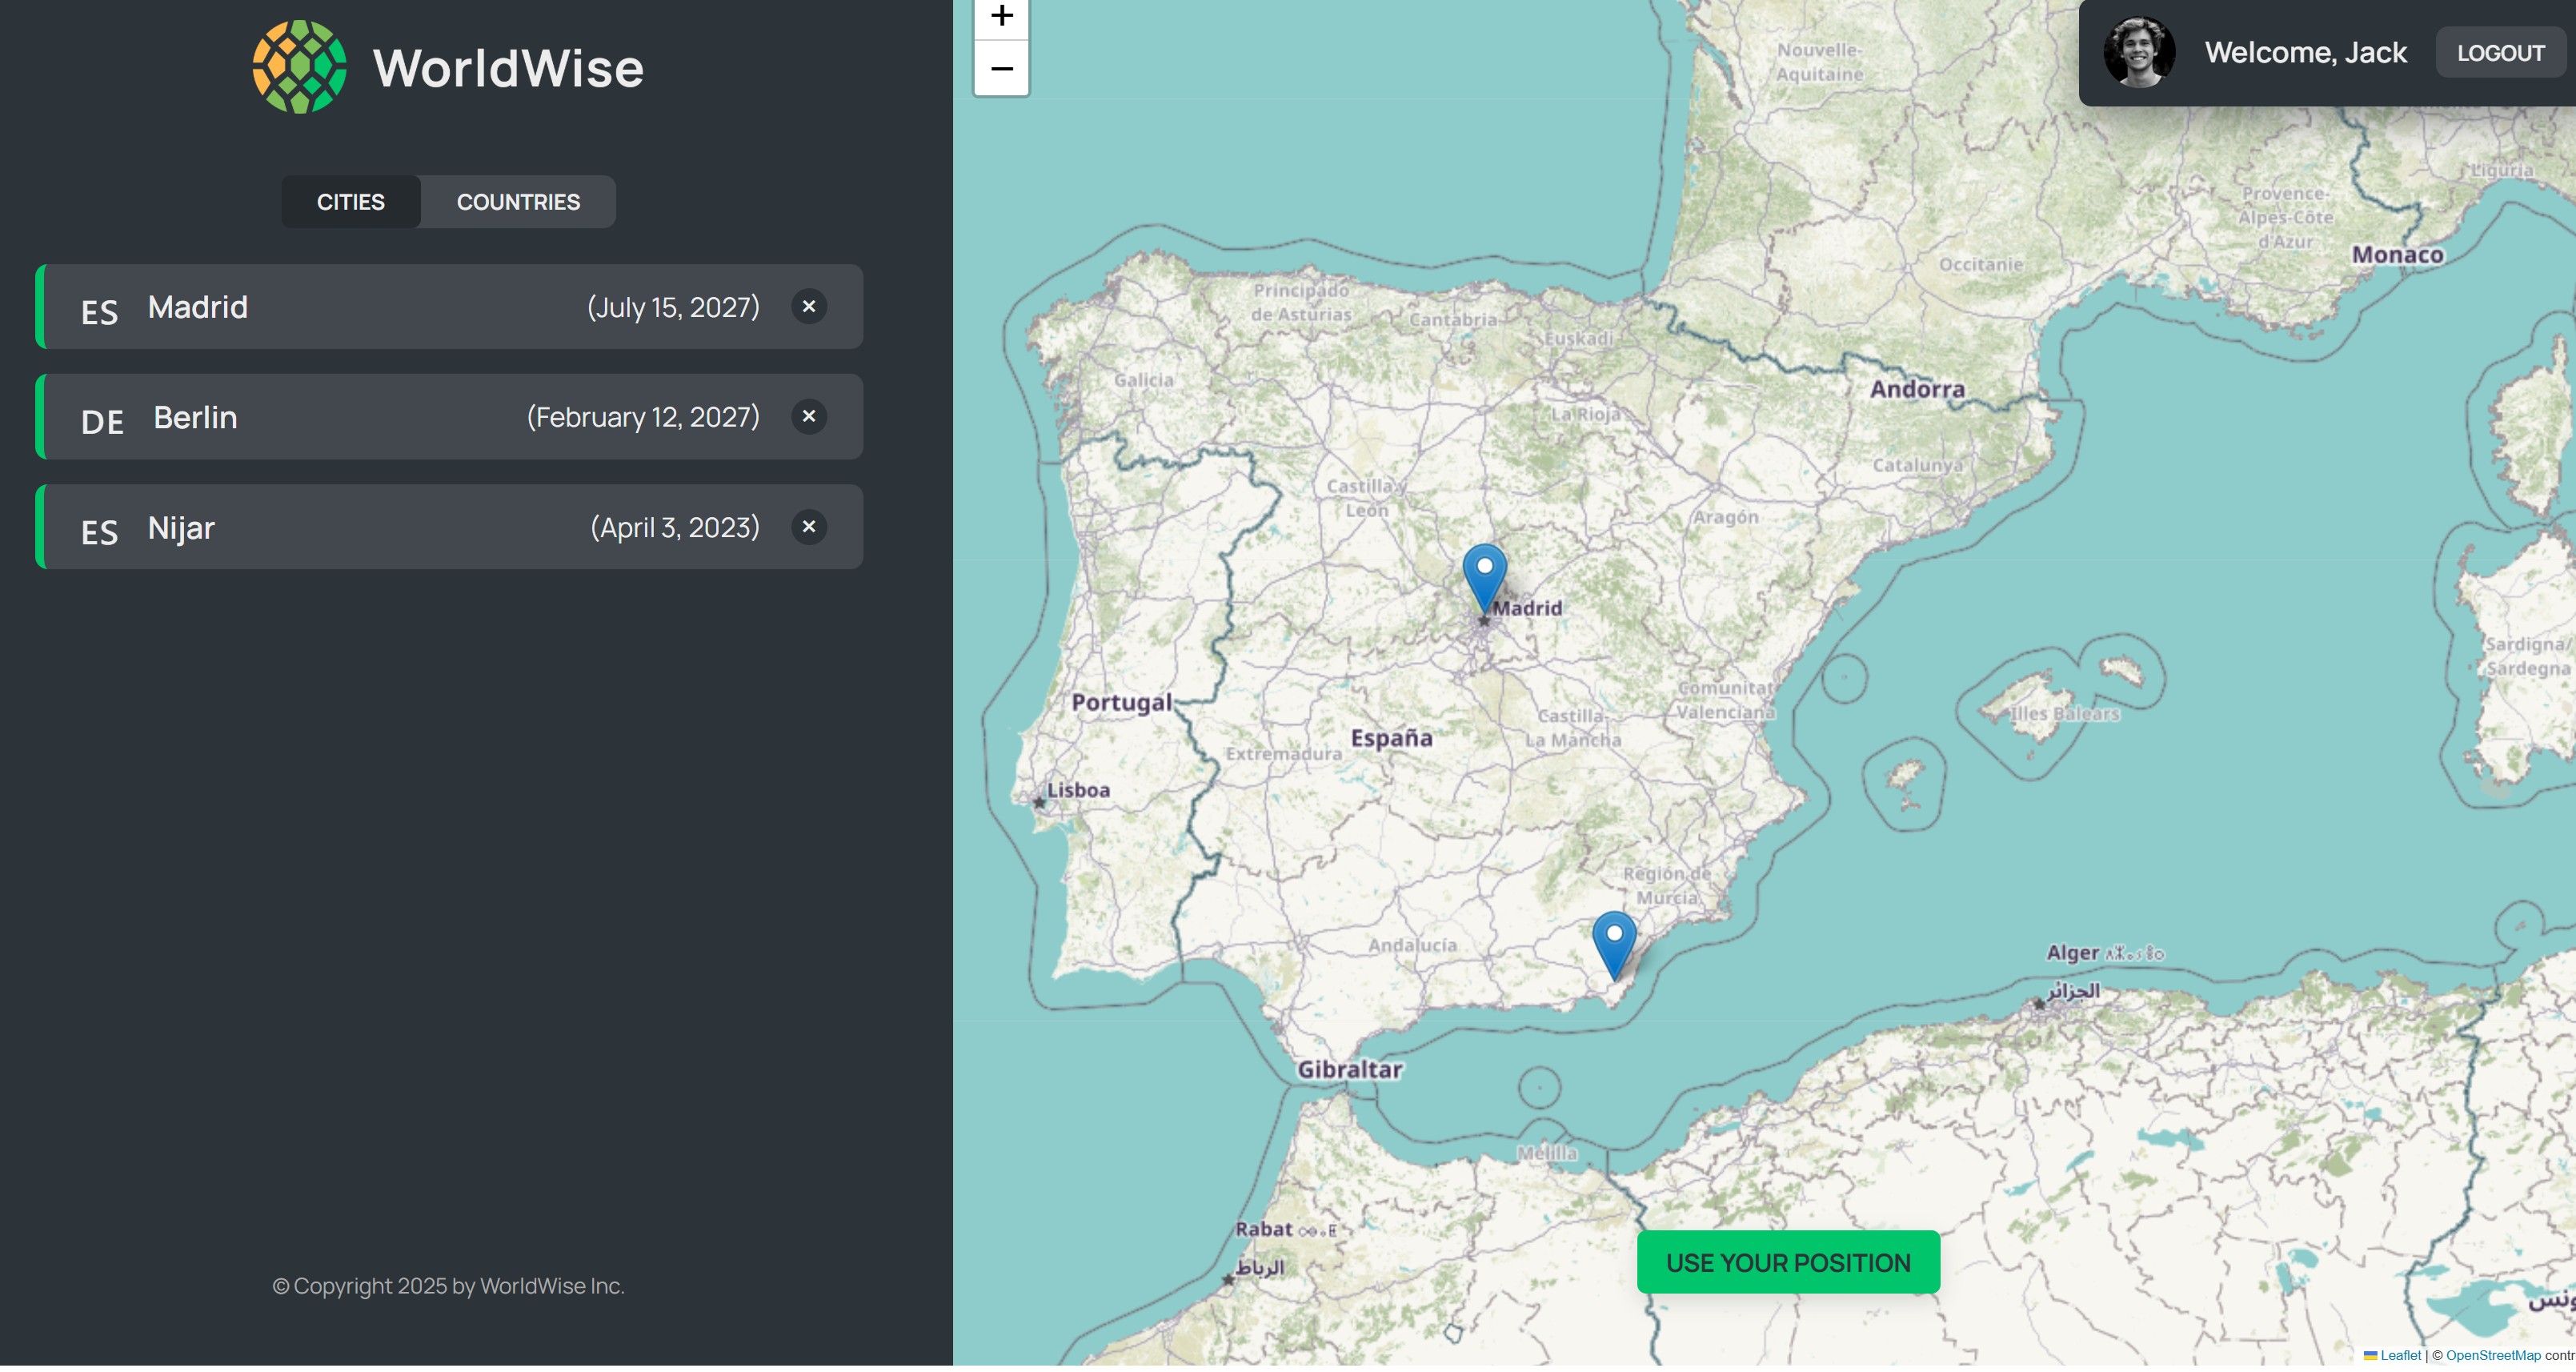 WorldWise
CITIES
COUNTRIES
ES Madrid (July 15, 2027) ×
DE Berlin (February 12, 2027) ×
ES Nijar (April 3, 2023) ×
© Copyright 2025 by WorldWise Inc.
+
−
Welcome, Jack
LOGOUT
Nouvelle-
Aquitaine
Liguria
Provence-
Alpes-Côte
d'Azur
Monaco
Occitanie
Principado
de Asturias
Cantabria
Euskadi
Galicia
Andorra
La Rioja
Catalunya
Castilla y
León
Aragón
Madrid
Sardigna/
Sardegna
Portugal
Comunitat
Valenciana
Illes Balears
Castilla-
La Mancha
España
Extremadura
Lisboa
Región de
Murcia
Andalucía
Alger
الجزائر
Gibraltar
Melilla
Rabat
الرباط
USE YOUR POSITION
Leaflet | © OpenStreetMap contr